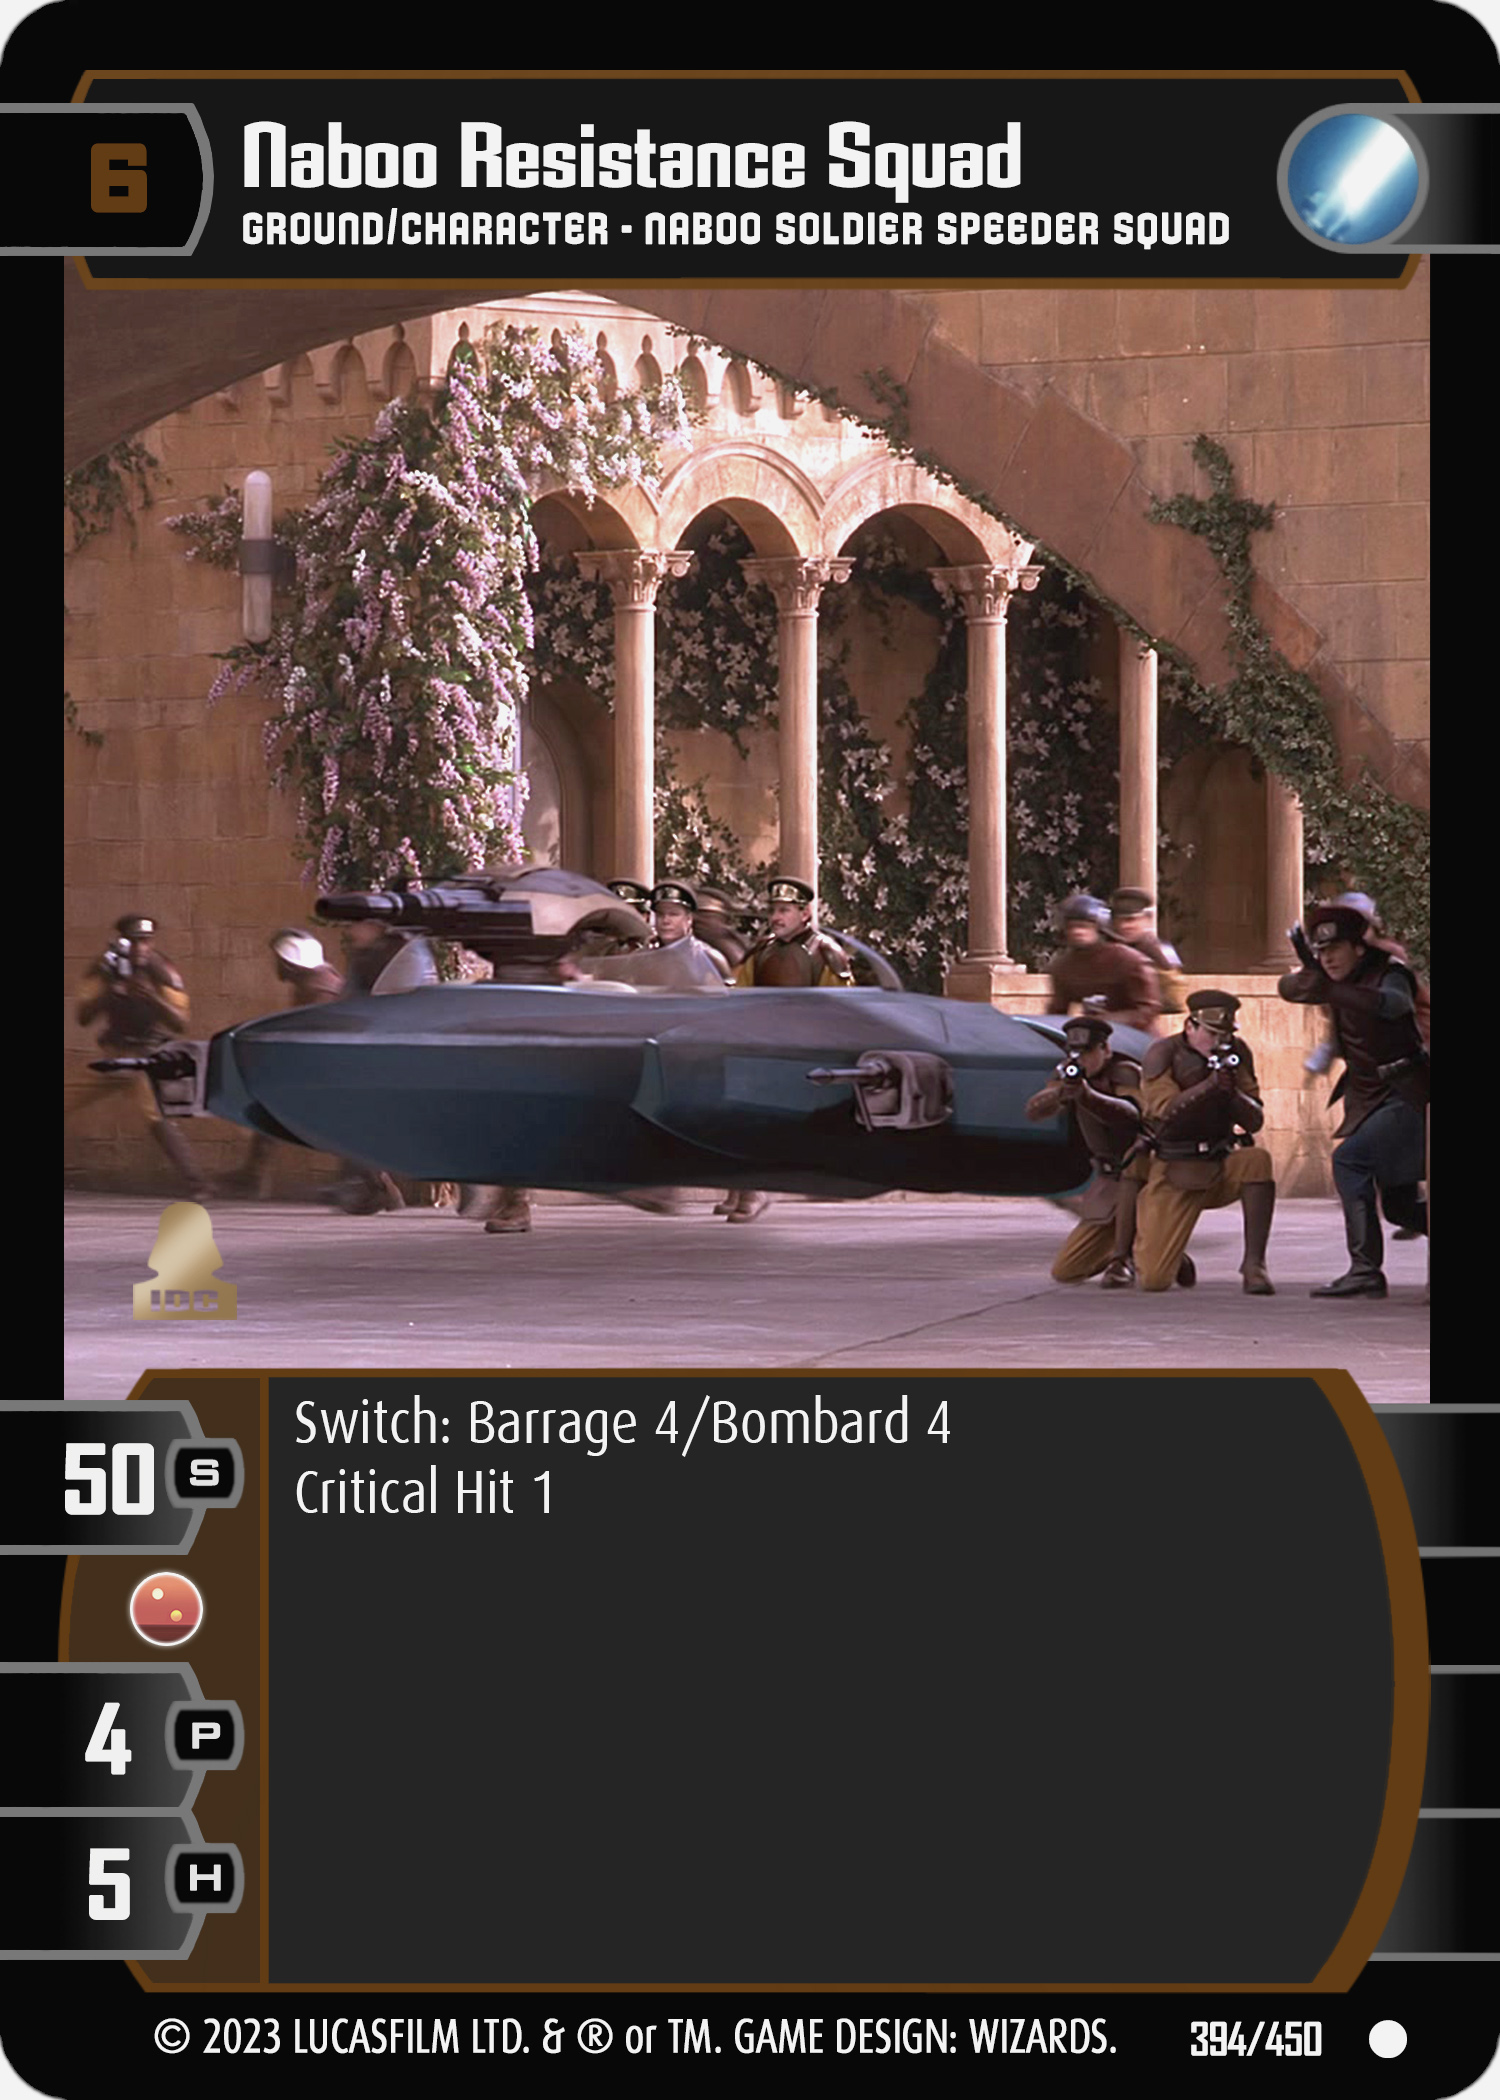 6
Naboo Resistance Squad
GROUND/CHARACTER - NABOO SOLDIER SPEEDER SQUAD
IDC
50 S
Switch: Barrage 4/Bombard 4
Critical Hit 1
4 P
5 H
© 2023 LUCASFILM LTD. & ® or TM. GAME DESIGN: WIZARDS.
394/450